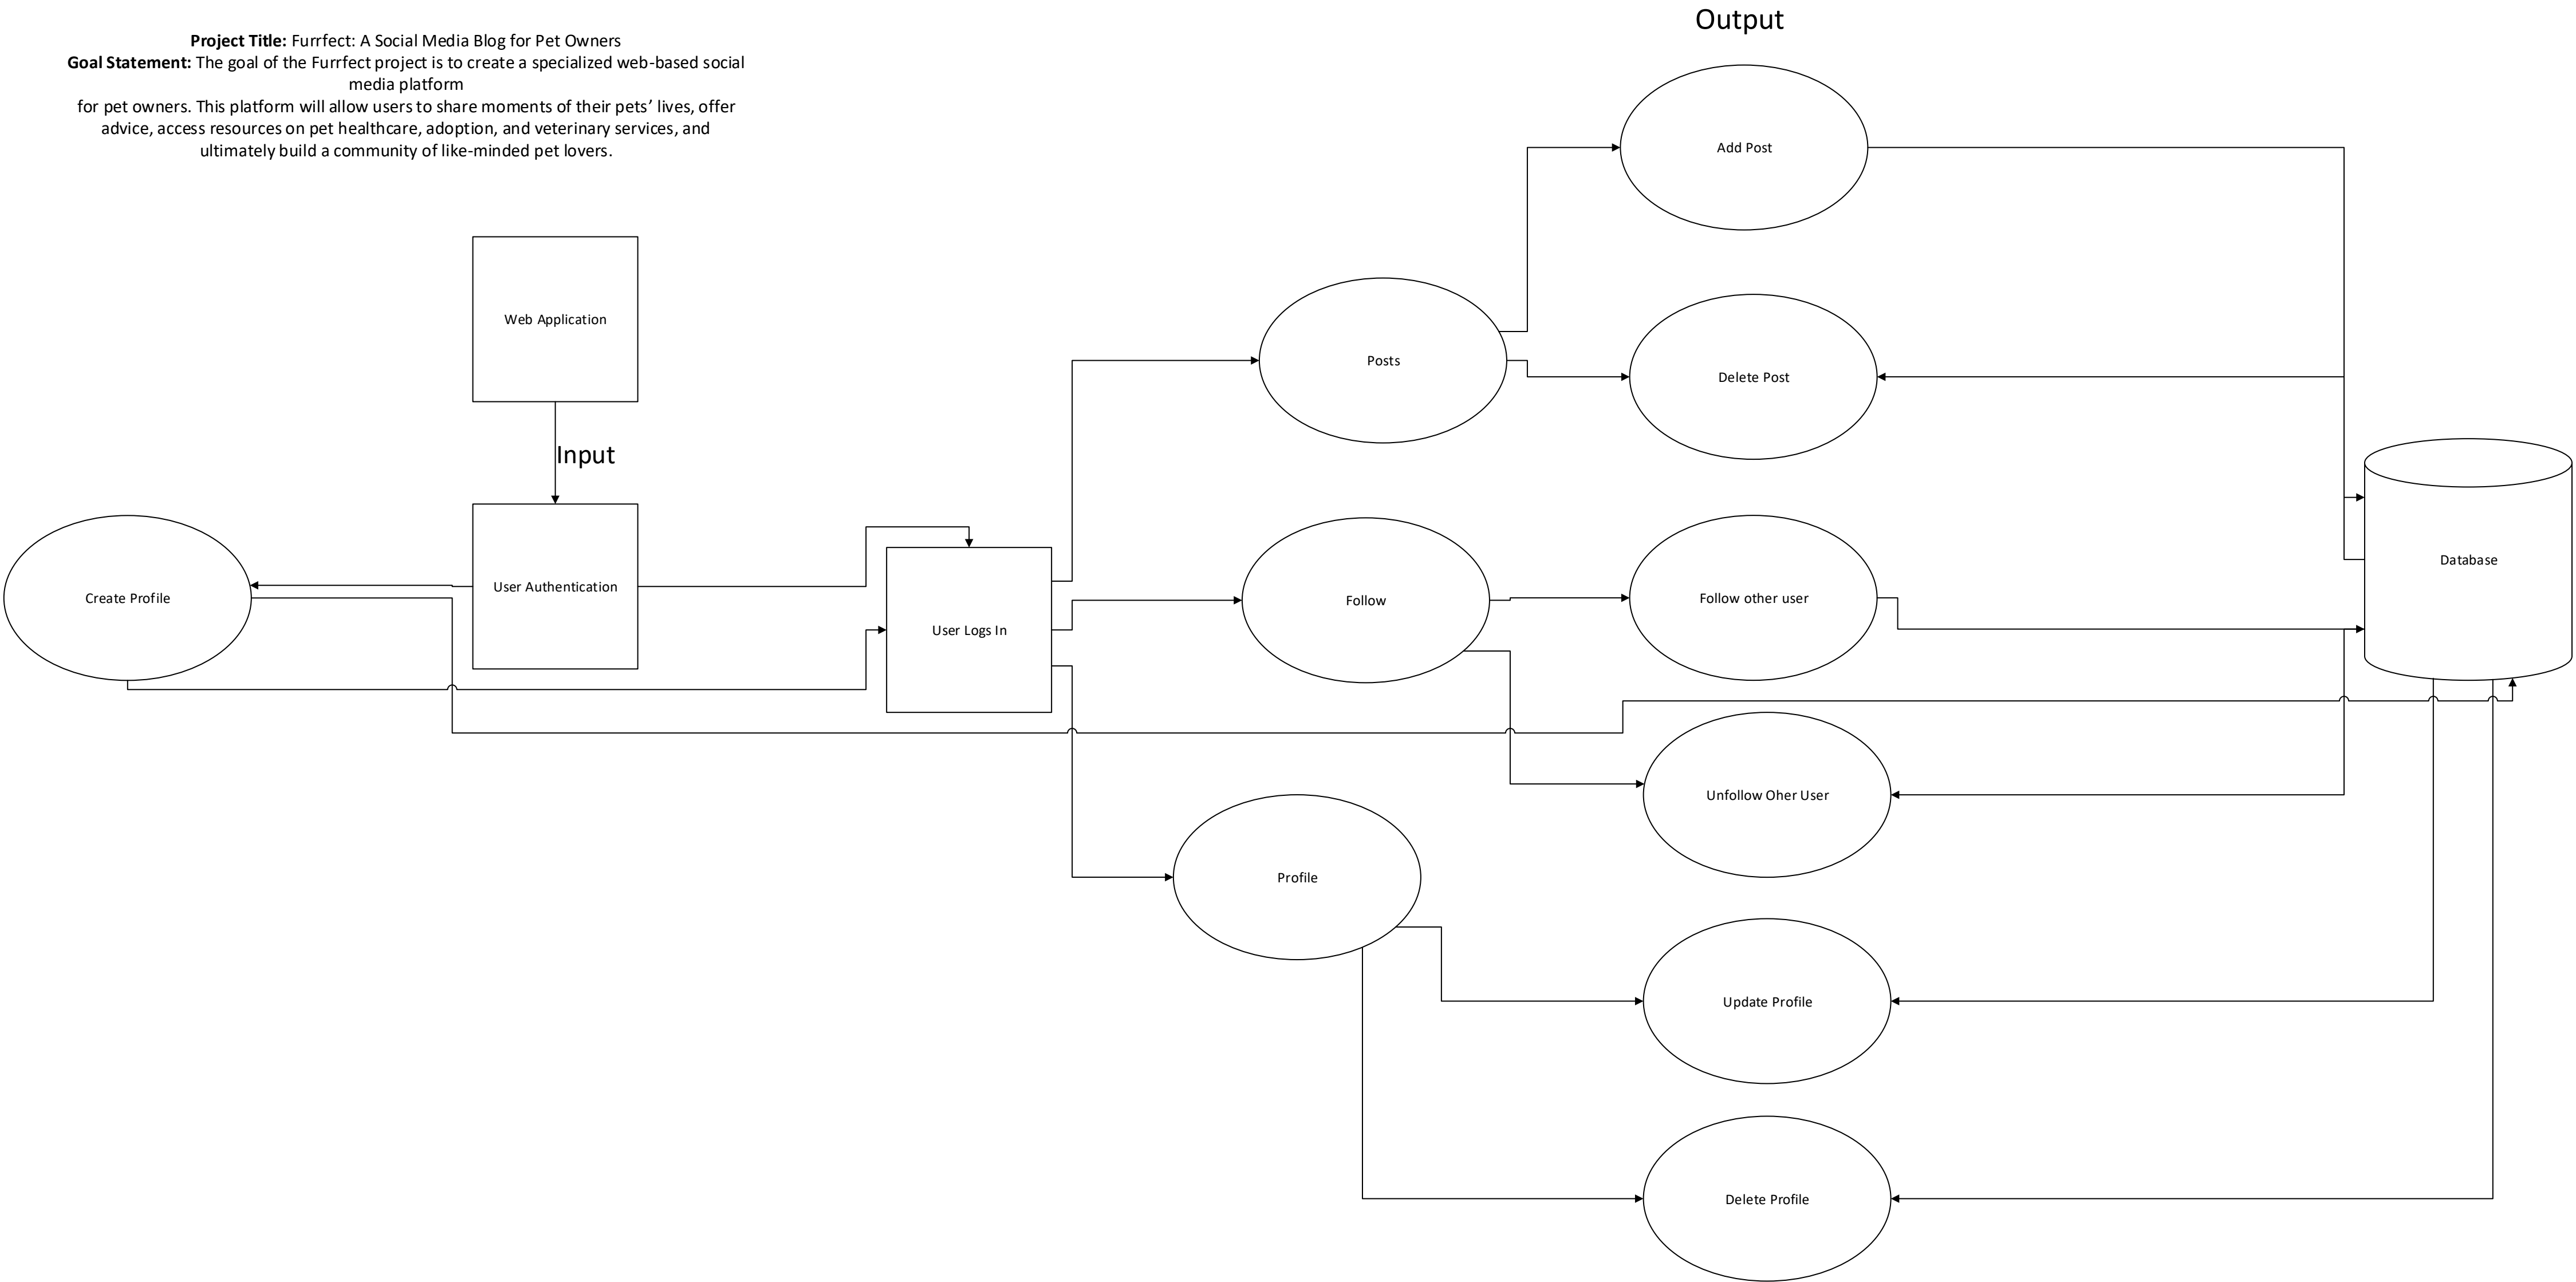 Output
Project Title: Furrfect: A Social Media Blog for Pet Owners
Goal Statement: The goal of the Furrfect project is to create a specialized web-based social
media platform
for pet owners. This platform will allow users to share moments of their pets’ lives, offer
advice, access resources on pet healthcare, adoption, and veterinary services, and
ultimately build a community of like-minded pet lovers.
Add Post
Web Application
Posts
Delete Post
Input
Database
User Authentication
Create Profile
Follow
Follow other user
User Logs In
Unfollow Oher User
Profile
Update Profile
Delete Profile